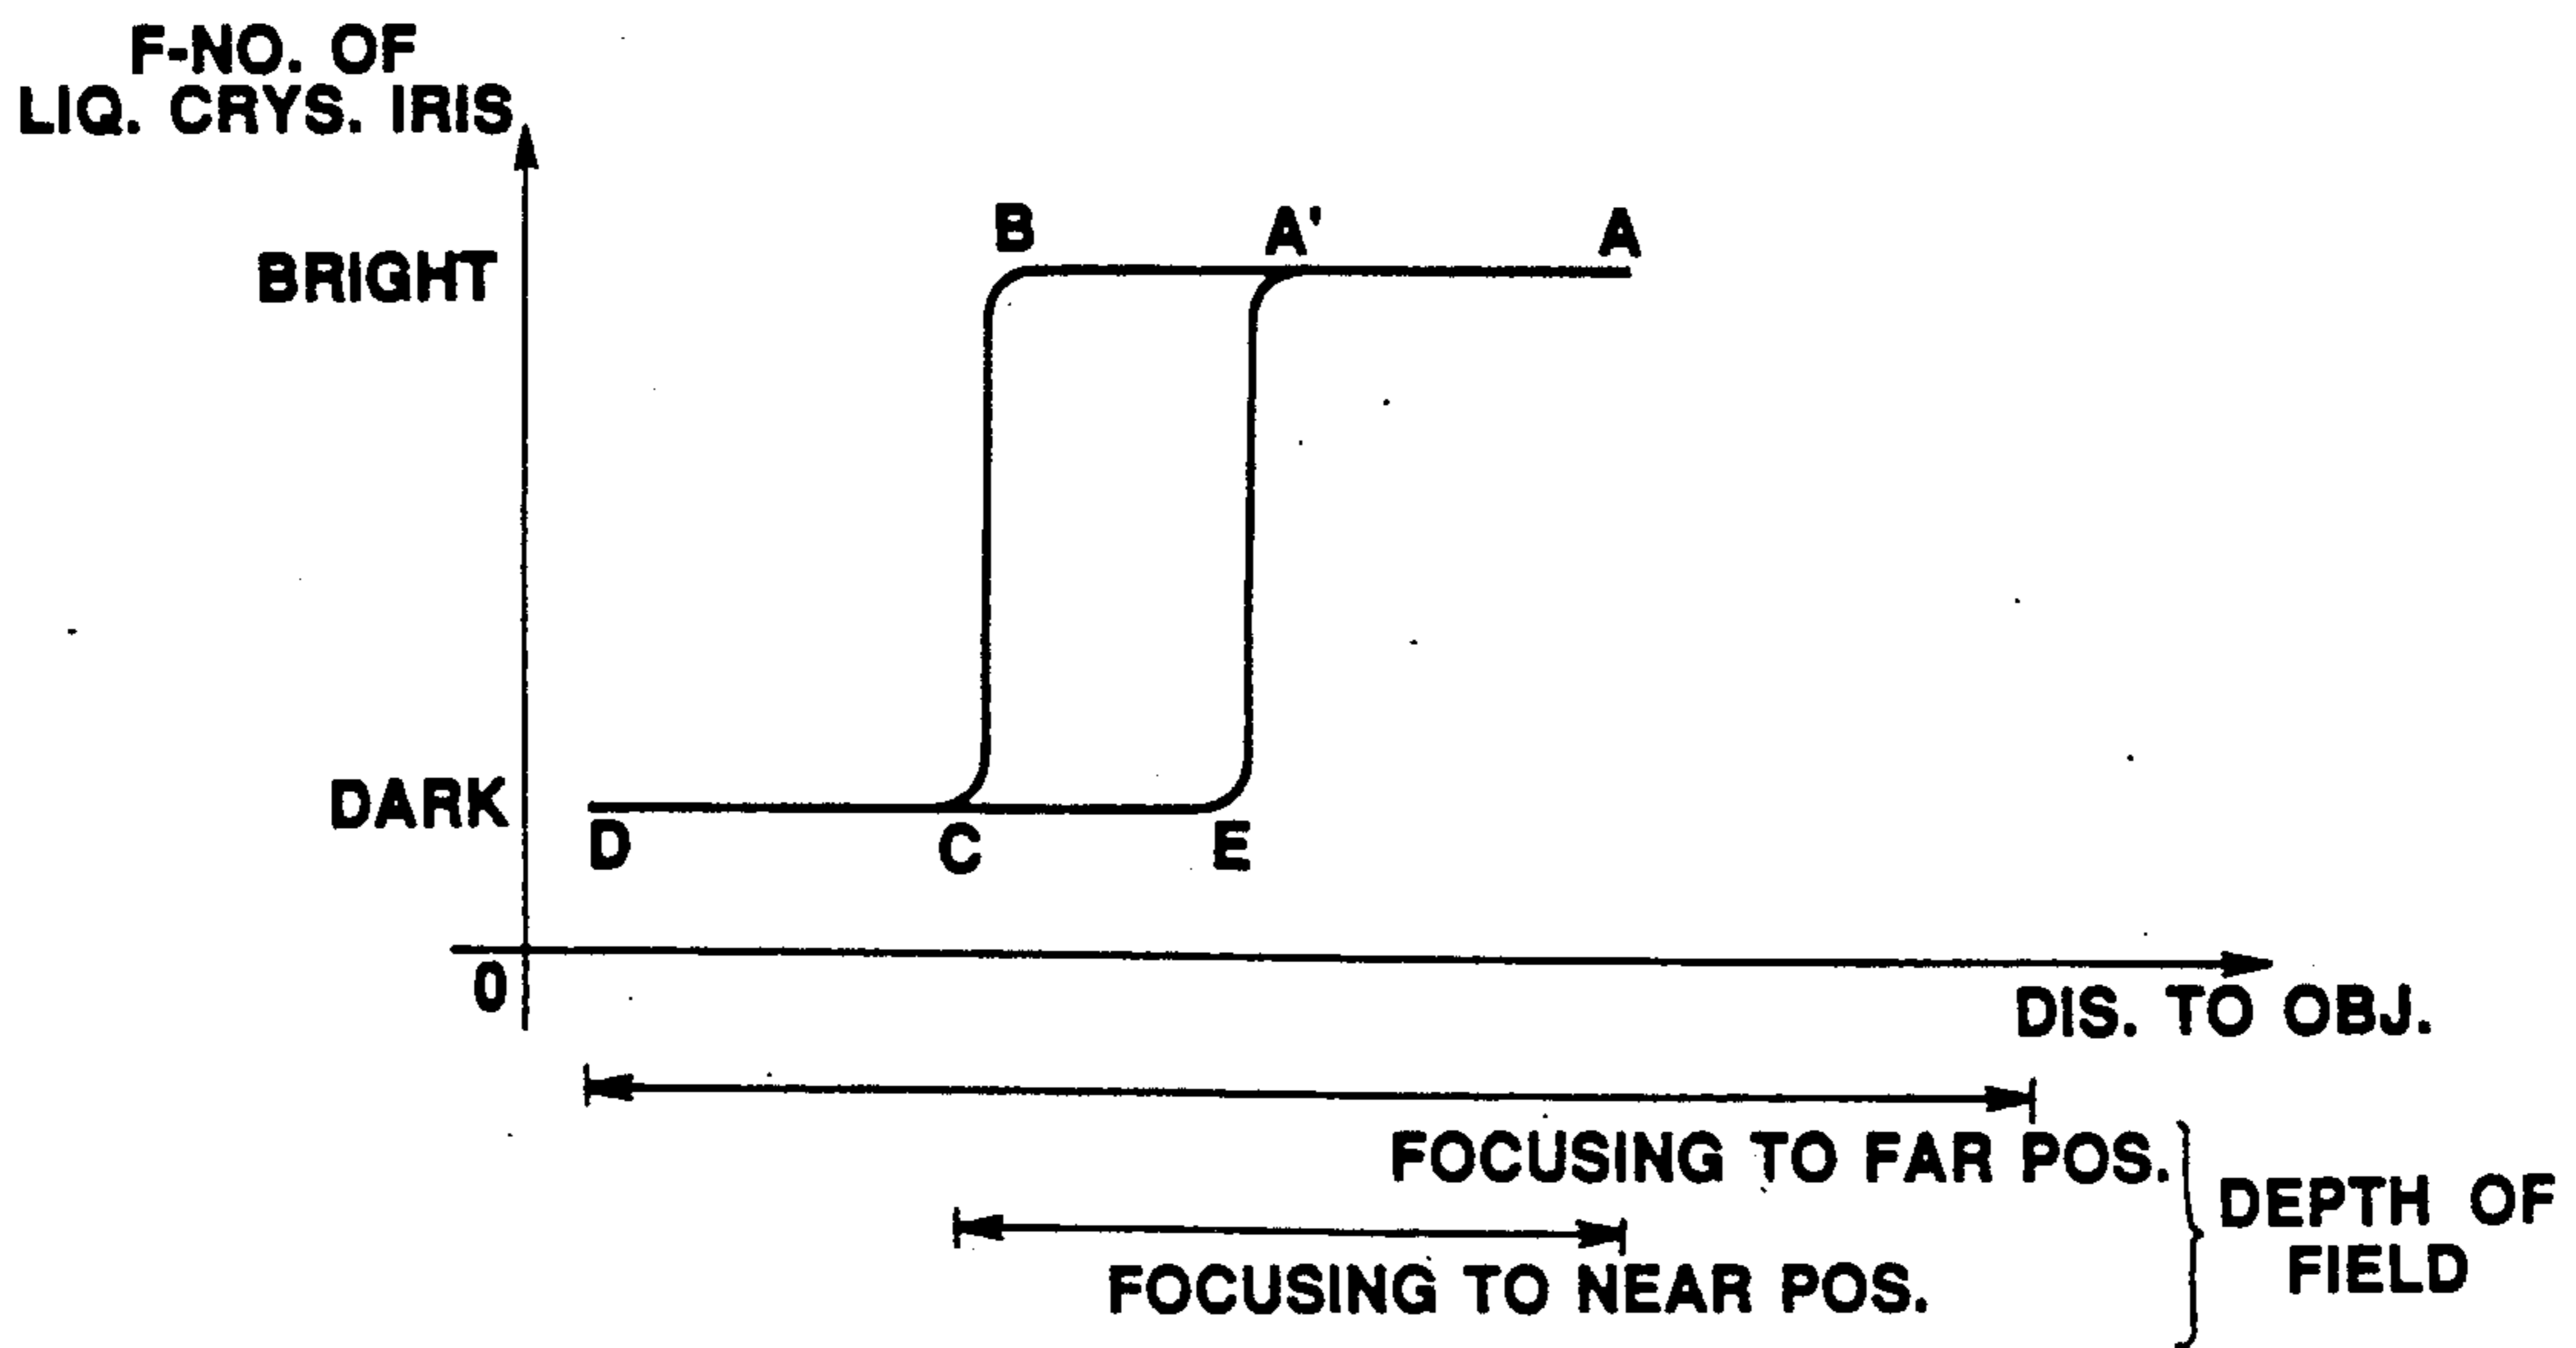 F-NO. OF
LIQ. CRYS. IRIS
B
A'
A
BRIGHT
DARK
D
C
E
0
DIS. TO OBJ.
FOCUSING TO FAR POS.
DEPTH OF
FIELD
FOCUSING TO NEAR POS.